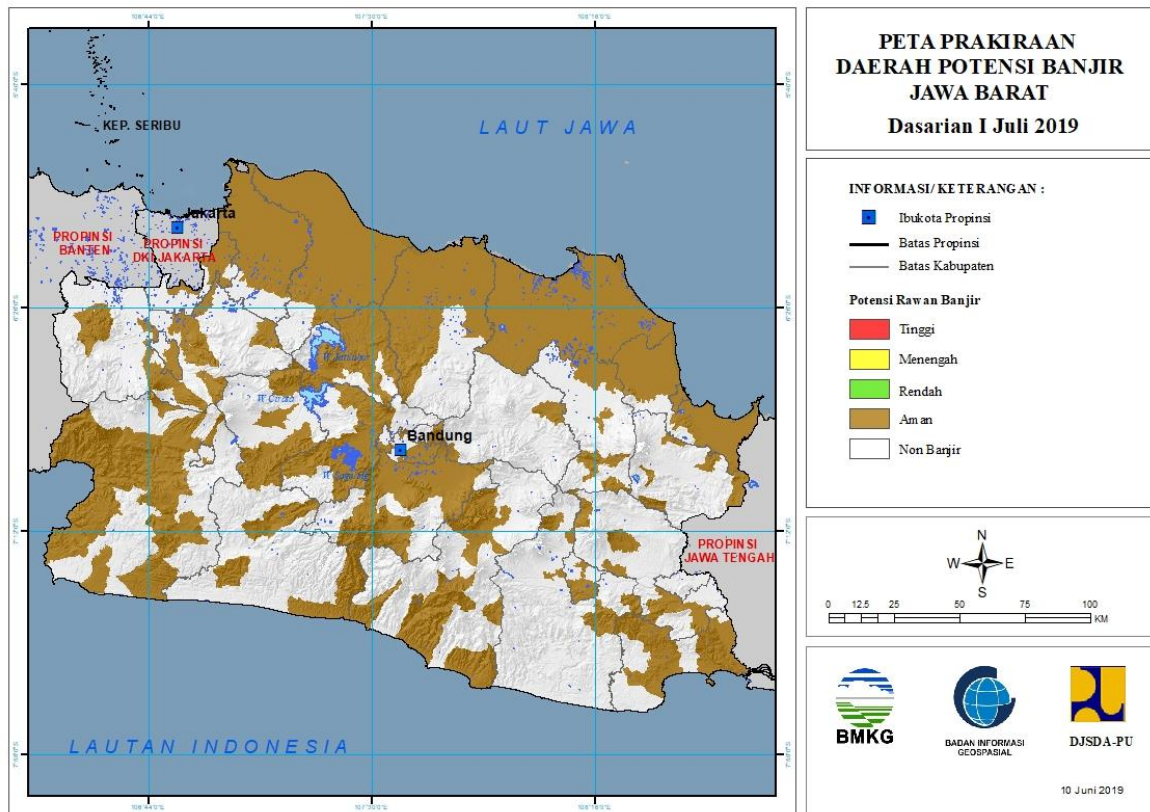 PETA PRAKIRAAN
DAERAH POTENSI BANJIR
JAWA BARAT
Dasarian I Juli 2019
INFORMASI/ KETERANGAN :
Ibukota Propinsi
Batas Propinsi
Batas Kabupaten
Potensi Rawan Banjir
Tinggi
Menengah
Rendah
Aman
Non Banjir
N
W E
S
0 12.5 25 50 75 100
KM
BMKG
BADAN INFORMASI
GEOSPASIAL
DJSDA-PU
10 Juni 2019
KEP. SERIBU
LAUT JAWA
Jakarta
PROPINSI
BANTEN
PROPINSI
DKI JAKARTA
W Cirata
Bandung
PROPINSI
JAWA TENGAH
LAUTAN INDONESIA